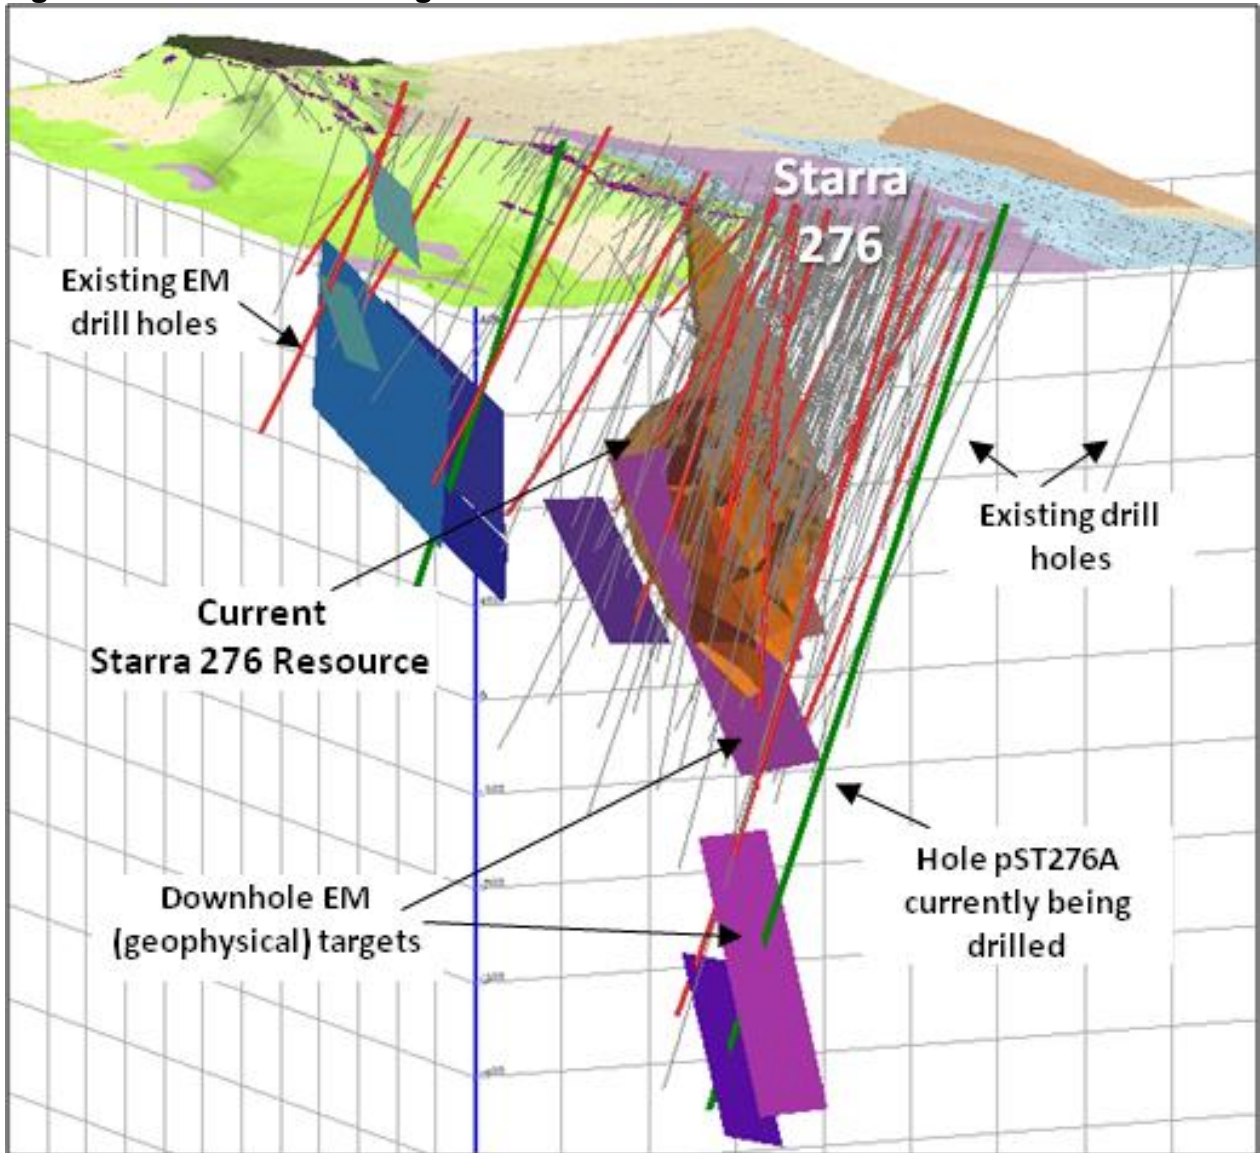 Starra
276
Existing EM
drill holes
Existing drill
holes
Current
Starra 276 Resource
Downhole EM
(geophysical) targets
Hole pST276A
currently being
drilled